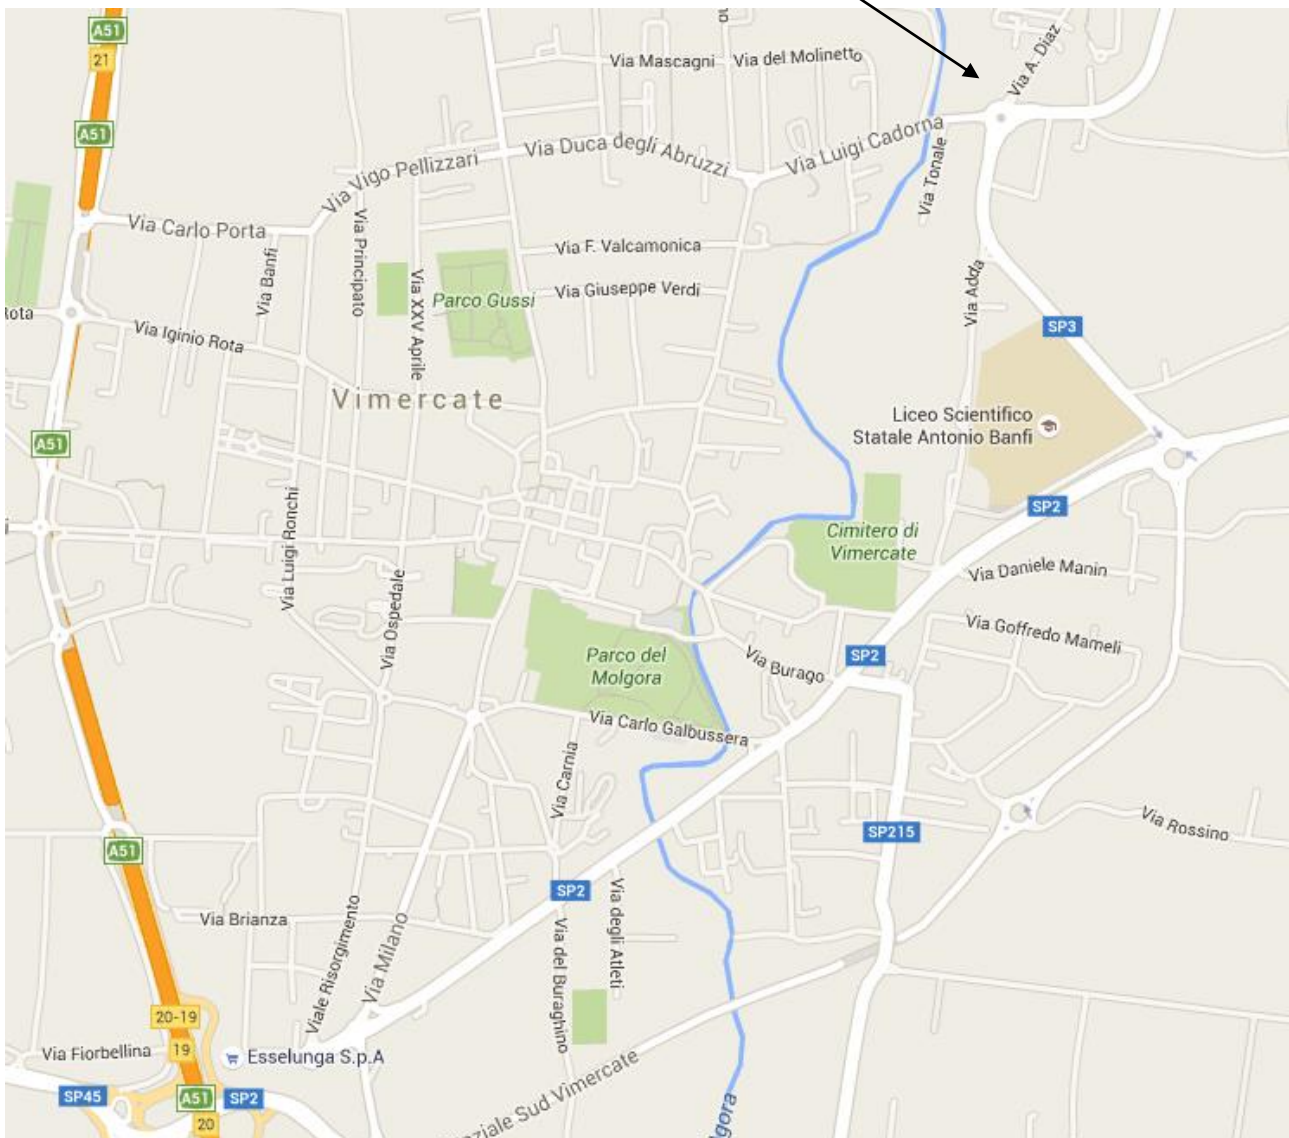 A51
21
Via Mascagni
Via del Molinetto
Via A. Diaz
A51
Via Duca degli Abruzzi
Via Luigi Cadorna
Via Vigo Pellizzari
Via Tonale
Via Carlo Porta
Via Principato
Via Banfi
Via F. Valcamonica
Via XXV Aprile
Parco Gussi
Via Giuseppe Verdi
Via Adda
Rota
Via Iginio Rota
SP3
Vimercate
Liceo Scientifico
Statale Antonio Banfi
A51
SP2
Via Luigi Ronchi
Cimitero di
Vimercate
Via Daniele Manin
Via Ospedale
Via Goffredo Mameli
Parco del
Molgora
Via Burago
SP2
Via Carlo Galbussera
Via Carnia
SP215
Via Rossino
A51
SP2
Via Brianza
Viale Risorgimento
Via Milano
Via degli Atleti
Via del Buraghino
20-19
19
Via Fiorbellina
Esselunga S.p.A
SP45
A51
SP2
20
ziale Sud Vimercate
lgora